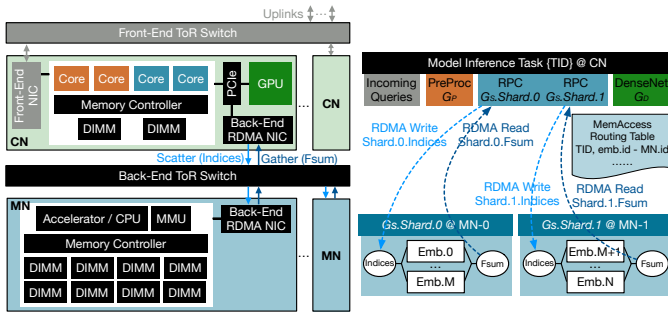 Uplinks
Front-End ToR Switch
Front-End
NIC
Core
Core
Core
Core
PCIe
GPU
Memory Controller
DIMM
DIMM
Back-End
RDMA NIC
CN
...
CN
Scatter (Indices)
Gather (Fsum)
Back-End ToR Switch
MN
Accelerator / CPU
MMU
Back-End
RDMA NIC
Memory Controller
DIMM
DIMM
DIMM
DIMM
DIMM
DIMM
DIMM
DIMM
...
MN
Model Inference Task {TID} @ CN
Incoming
Queries
PreProc
GP
RPC
Gs.Shard.0
RPC
Gs.Shard.1
DenseNet
GD
RDMA Write
Shard.0.Indices
RDMA Read
Shard.0.Fsum
MemAccess
Routing Table
TID, emb.id - MN.id
......
RDMA Write
Shard.1.Indices
RDMA Read
Shard.1.Fsum
Gs.Shard.0 @ MN-0
Indices
Emb.0
...
Emb.M
Fsum
Gs.Shard.1 @ MN-1
Indices
Emb.M+1
...
Emb.N
Fsum